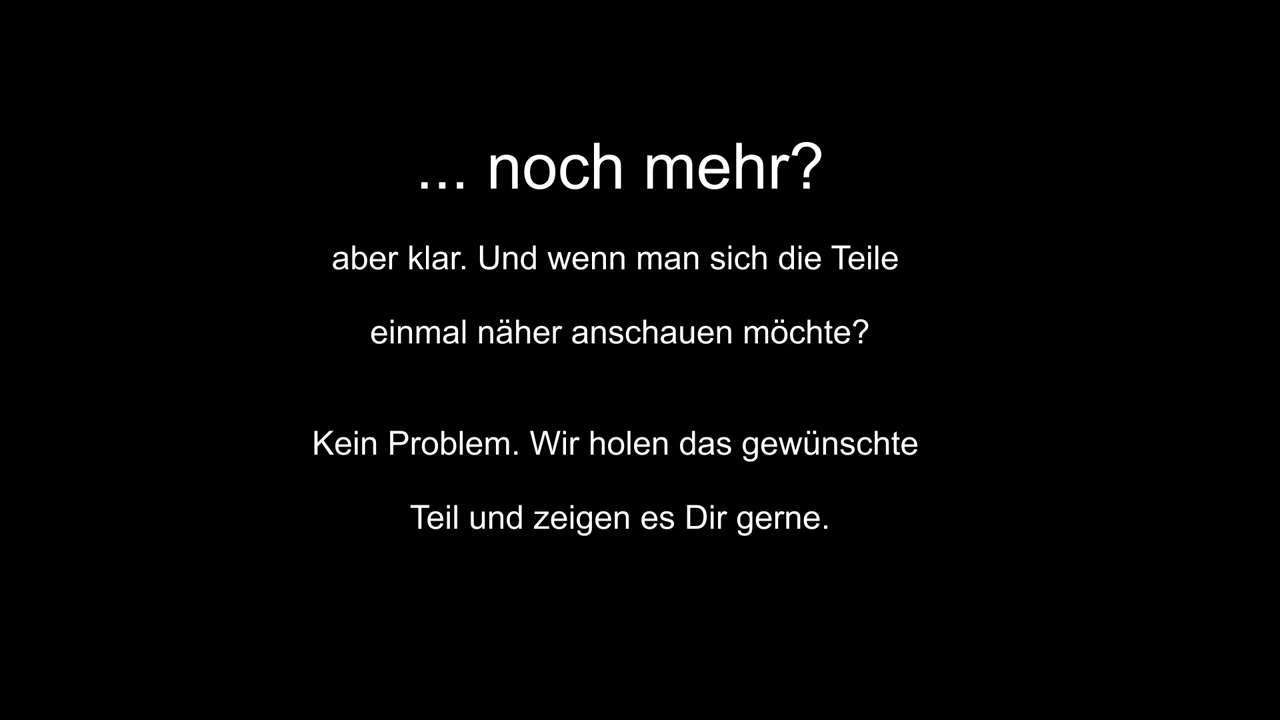 ... noch mehr?
aber klar. Und wenn man sich die Teile
einmal näher anschauen möchte?
Kein Problem. Wir holen das gewünschte
Teil und zeigen es Dir gerne.